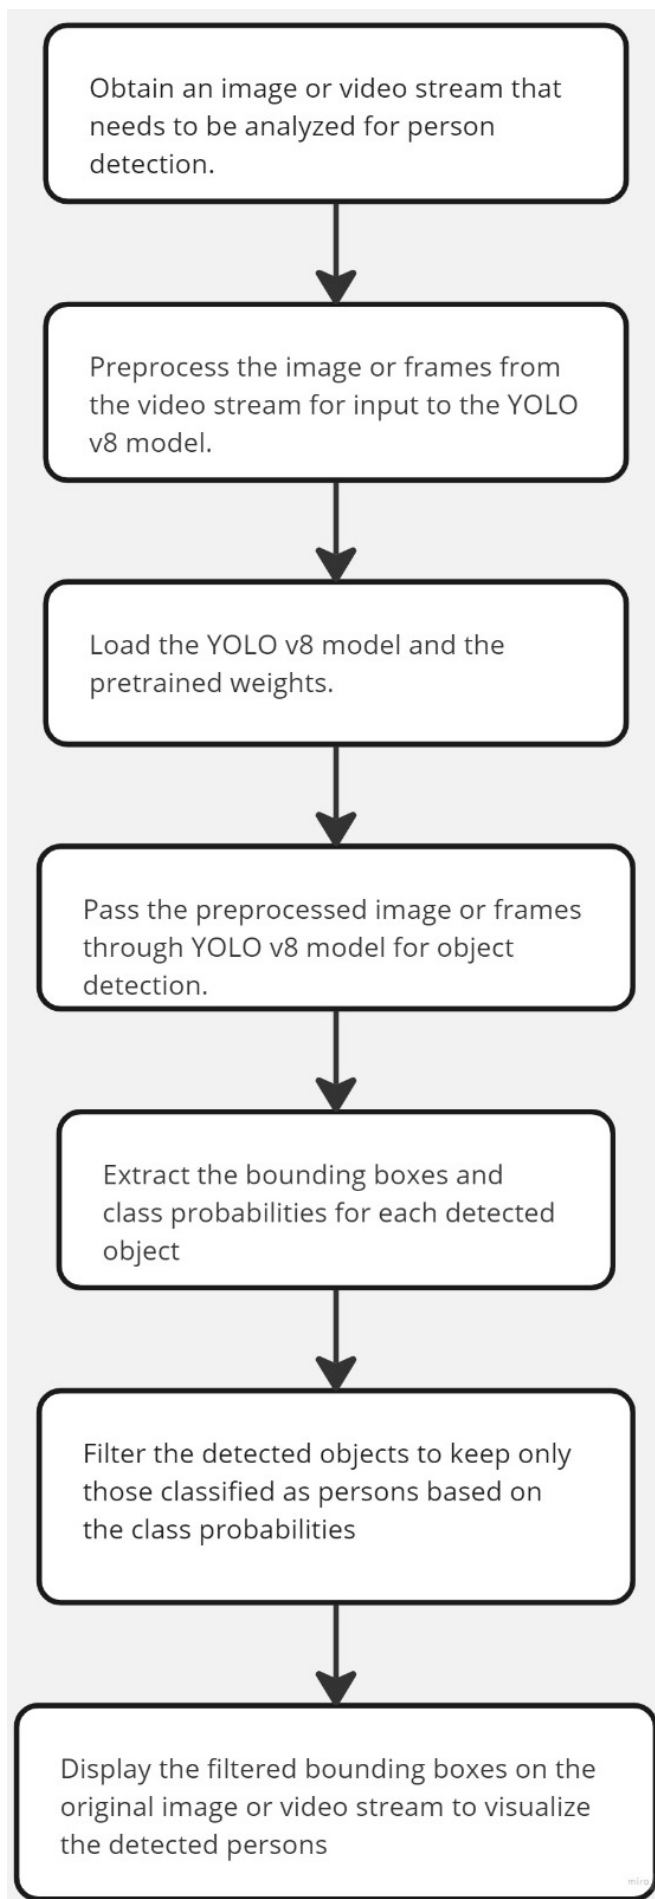 Obtain an image or video stream that
needs to be analyzed for person
detection.
Preprocess the image or frames from
the video stream for input to the YOLO
v8 model.
Load the YOLO v8 model and the
pretrained weights.
Pass the preprocessed image or frames
through YOLO v8 model for object
detection.
Extract the bounding boxes and
class probabilities for each detected
object
Filter the detected objects to keep only
those classified as persons based on
the class probabilities
Display the filtered bounding boxes on the
original image or video stream to visualize
the detected persons
miro